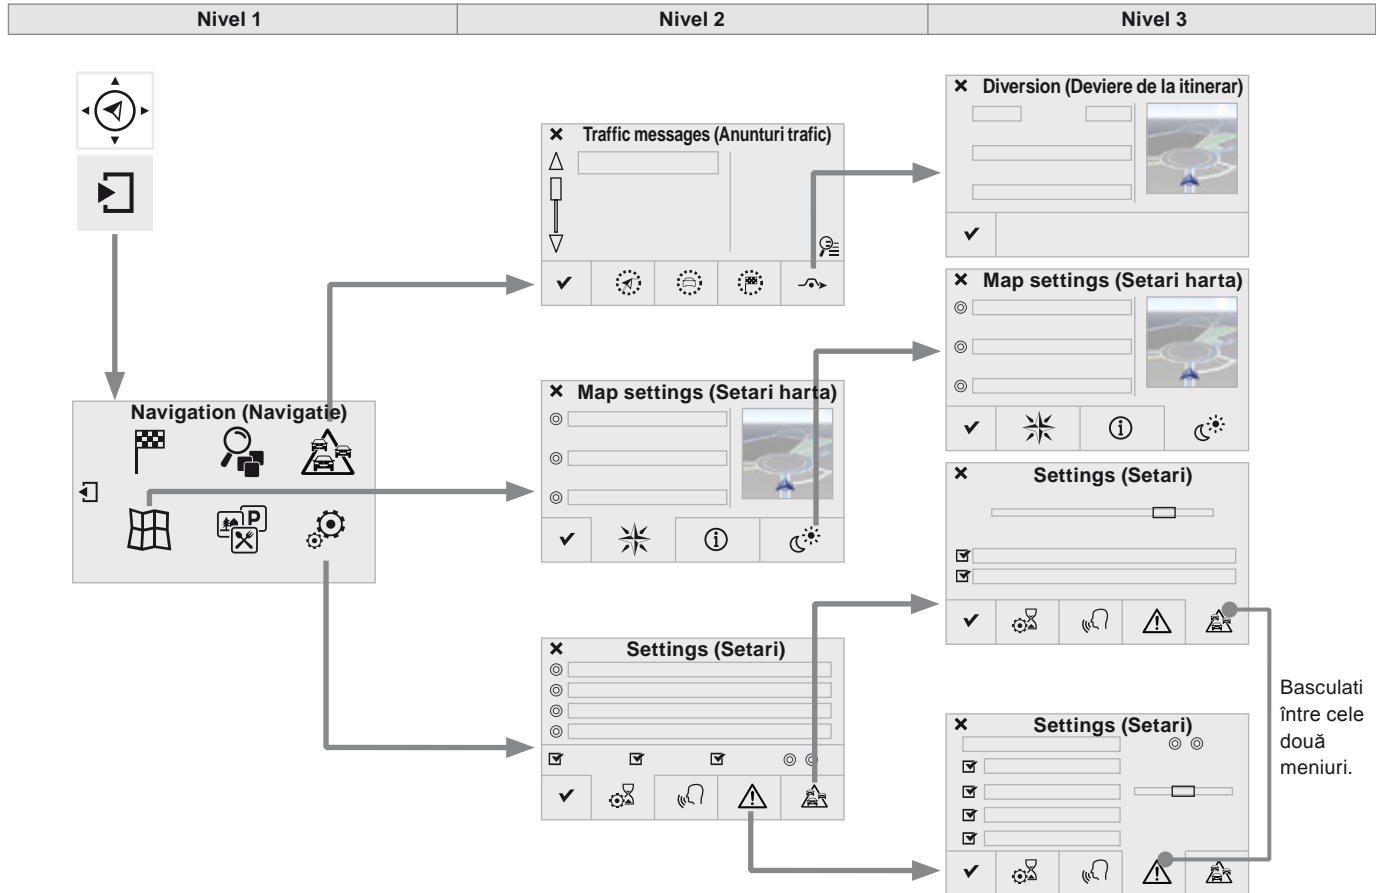 Nivel 1
Nivel 2
Nivel 3
Navigation (Navigatie)
P
Traffic messages (Anunturi trafic)
Map settings (Setari harta)
Settings (Setari)
Diversion (Deviere de la itinerar)
Map settings (Setari harta)
Settings (Setari)
Settings (Setari)
Basculati
între cele
două
meniuri.